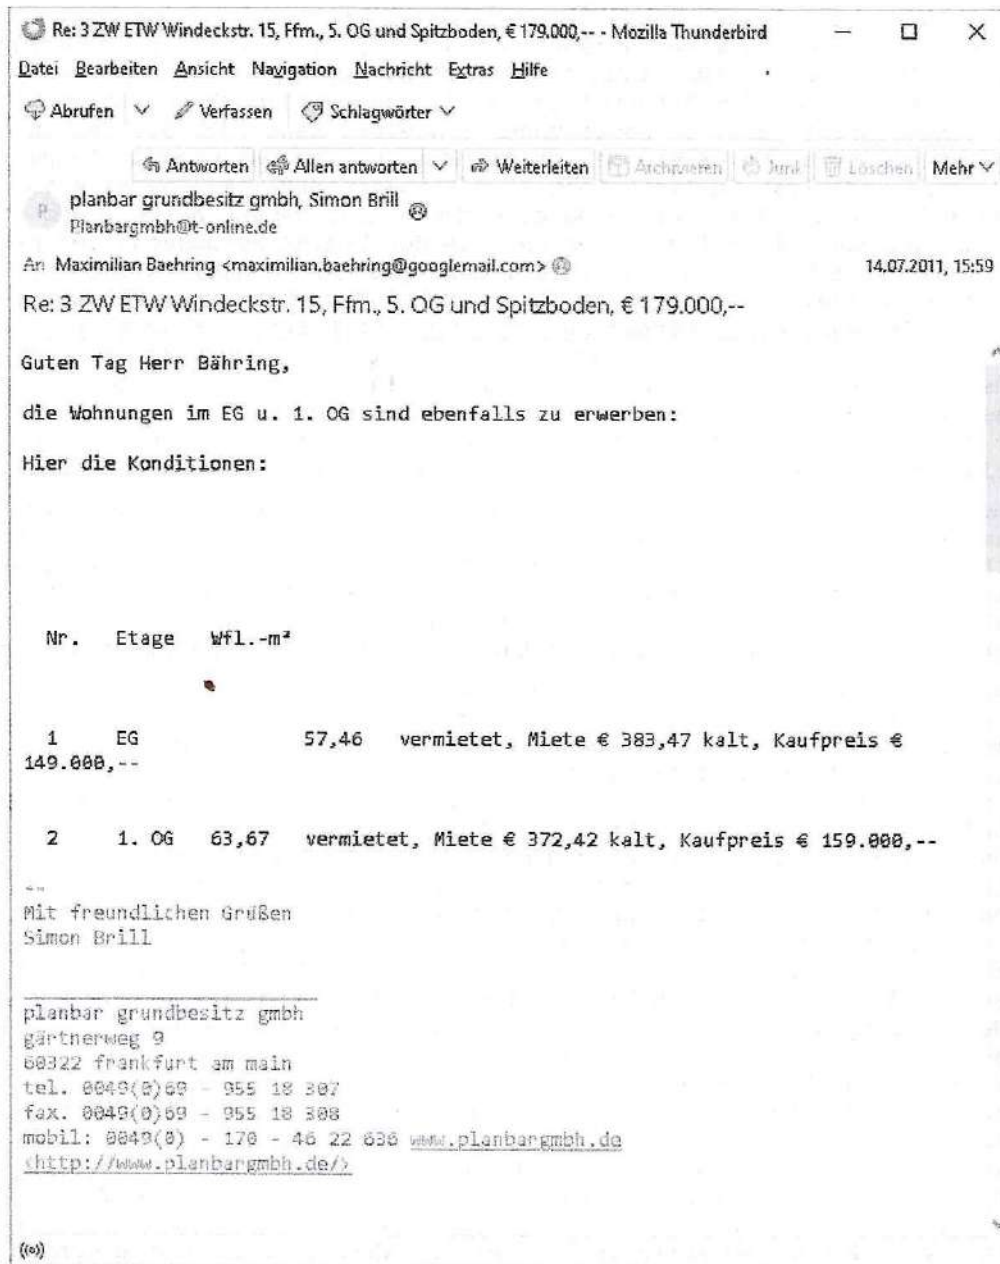 Re: 3 ZW ETW Windeckstr. 15, Ffm., 5. OG und Spitzboden, € 179.000,-- - Mozilla Thunderbird
Datei Bearbeiten Ansicht Navigation Nachricht Extras Hilfe
Abrufen Verfassen Schlagwörter
Antworten Allen antworten Weiterleiten Archivieren Junk Löschen Mehr
P
planbar grundbesitz gmbh, Simon Brill
Planbargmbh@t-online.de
An Maximilian Baehring <maximilian.baehring@googlemail.com> 14.07.2011, 15:59
Re: 3 ZW ETW Windeckstr. 15, Ffm., 5. OG und Spitzboden, € 179.000,--
Guten Tag Herr Bähring,
die Wohnungen im EG u. 1. OG sind ebenfalls zu erwerben:
Hier die Konditionen:
Nr. Etage Wfl.-m²
1 EG 57,46 vermietet, Miete € 383,47 kalt, Kaufpreis €
149.000,--
2 1. OG 63,67 vermietet, Miete € 372,42 kalt, Kaufpreis € 159.000,--
--
Mit freundlichen Grüßen
Simon Brill
planbar grundbesitz gmbh
gärtnerweg 9
60322 frankfurt am main
tel. 0049(0)69 - 955 18 307
fax. 0049(0)69 - 955 18 308
mobil: 0049(0) - 170 - 46 22 636 www.planbargmbh.de
<http://www.planbargmbh.de/>